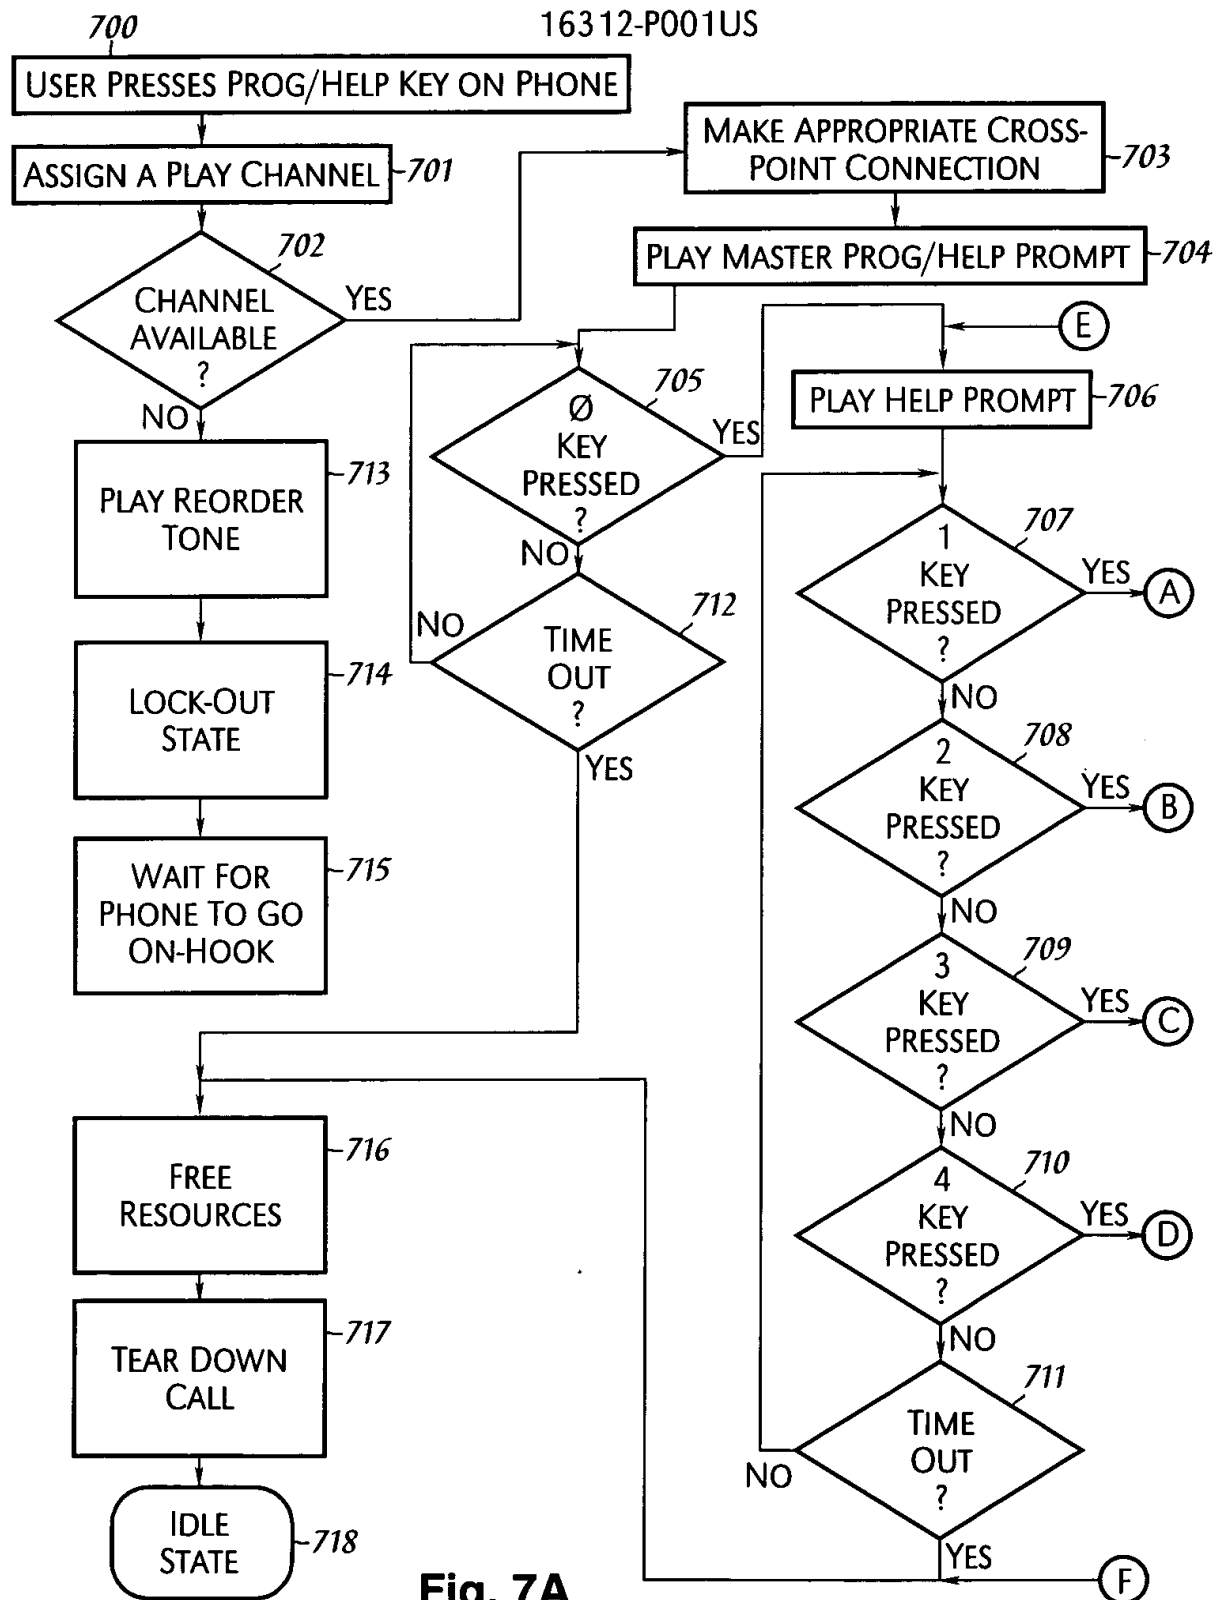 16312-P001US
700
USER PRESSES PROG/HELP KEY ON PHONE
ASSIGN A PLAY CHANNEL
701
702
CHANNEL
AVAILABLE
?
YES
NO
MAKE APPROPRIATE CROSS-
POINT CONNECTION
703
PLAY MASTER PROG/HELP PROMPT
704
E
705
Ø
KEY
PRESSED
?
YES
NO
PLAY HELP PROMPT
706
PLAY REORDER
TONE
713
707
1
KEY
PRESSED
?
YES
A
NO
712
TIME
OUT
?
NO
YES
LOCK-OUT
STATE
714
708
2
KEY
PRESSED
?
YES
B
NO
WAIT FOR
PHONE TO GO
ON-HOOK
715
709
3
KEY
PRESSED
?
YES
C
NO
FREE
RESOURCES
716
710
4
KEY
PRESSED
?
YES
D
NO
TEAR DOWN
CALL
717
711
TIME
OUT
?
NO
YES
IDLE
STATE
718
F
Fig. 7A